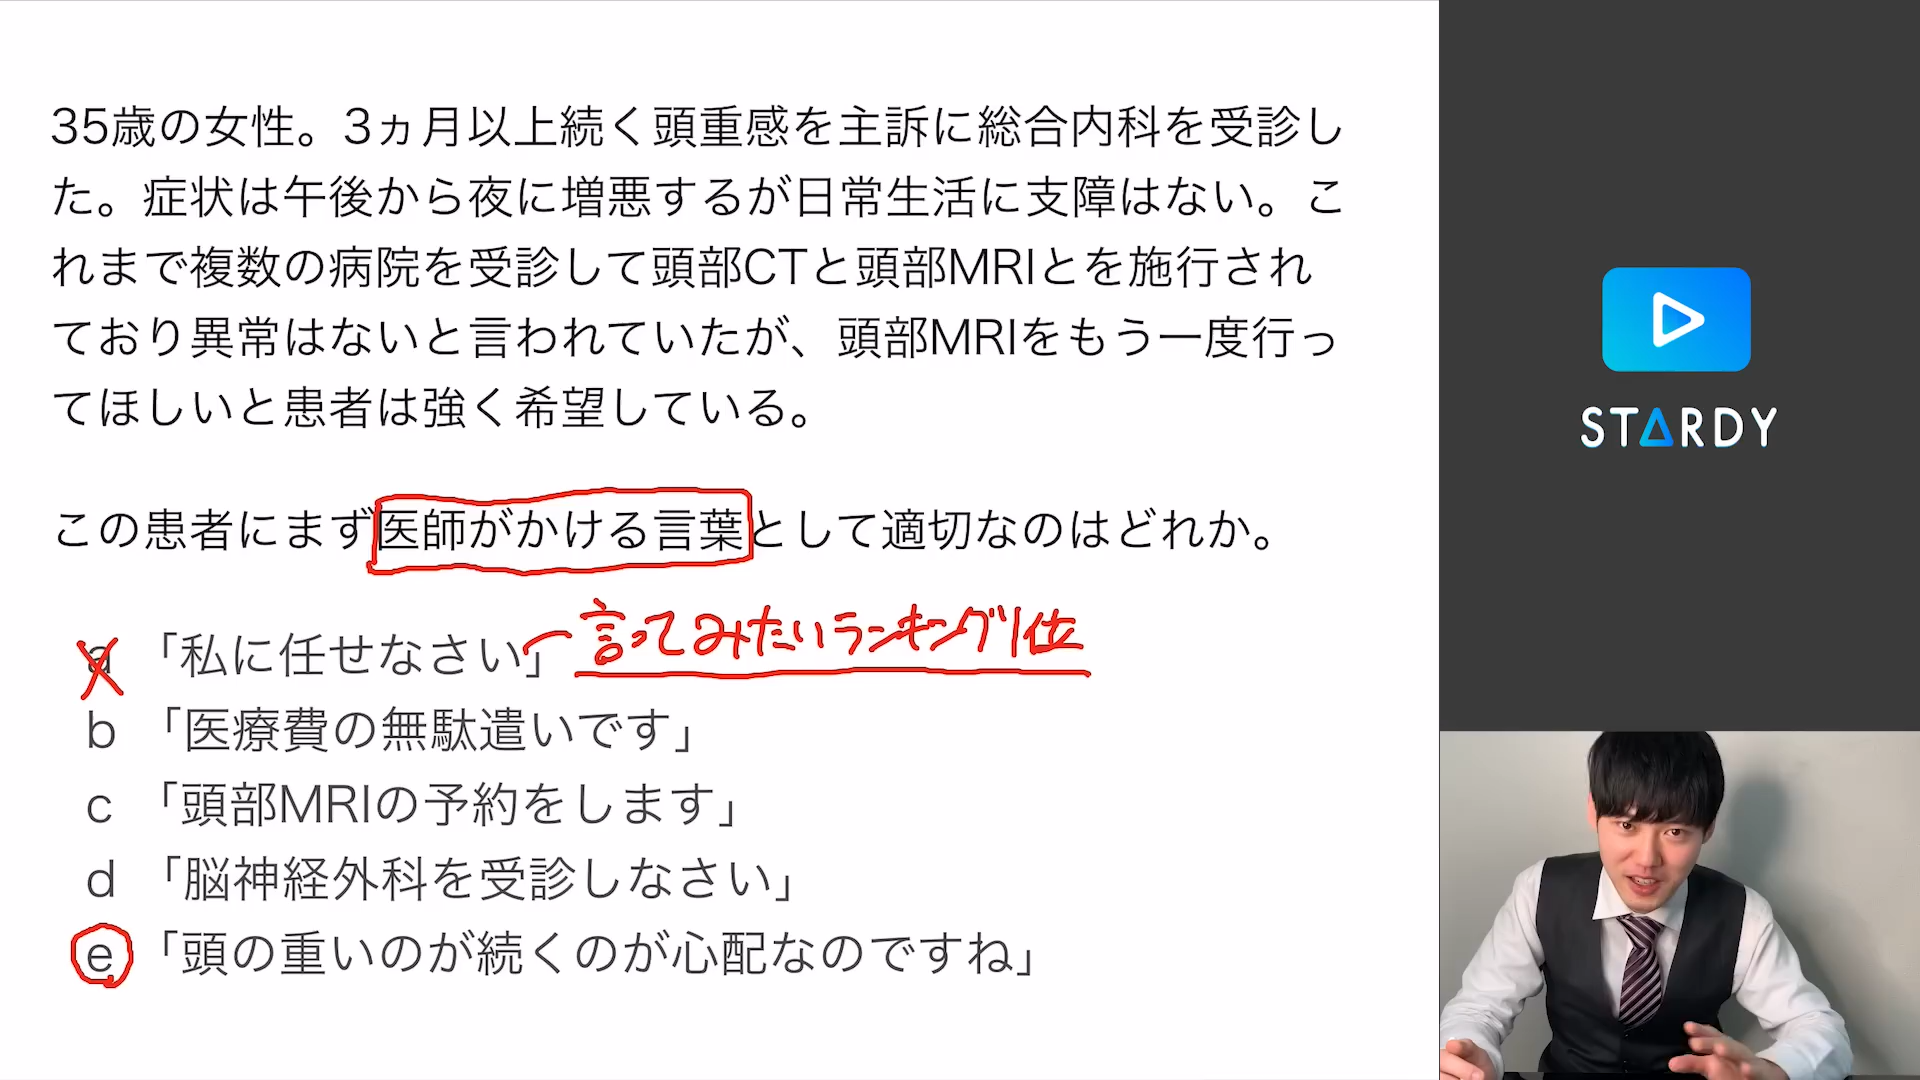 35歳の女性。3ヵ月以上続く頭重感を主訴に総合内科を受診し
た。症状は午後から夜に増悪するが日常生活に支障はない。こ
れまで複数の病院を受診して頭部CTと頭部MRIとを施行され
ており異常はないと言われていたが、頭部MRIをもう一度行っ
てほしいと患者は強く希望している。
この患者にまず医師がかける言葉として適切なのはどれか。
a 「私に任せなさい」 言ってみたいランキング1位
b 「医療費の無駄遣いです」
c 「頭部MRIの予約をします」
d 「脳神経外科を受診しなさい」
e 「頭の重いのが続くのが心配なのですね」
STARDY